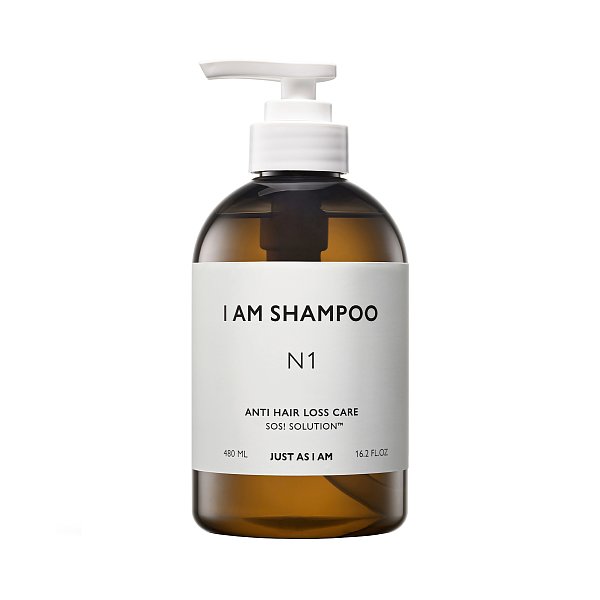 I AM SHAMPOO
N1
ANTI HAIR LOSS CARE
SOS! SOLUTION™
480 ML JUST AS I AM 16.2 FL.OZ